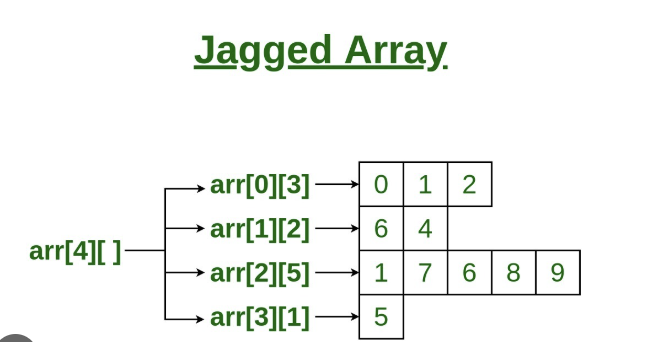 Jagged Array
arr[4][ ]
arr[0][3] 0 1 2
arr[1][2] 6 4
arr[2][5] 1 7 6 8 9
arr[3][1] 5